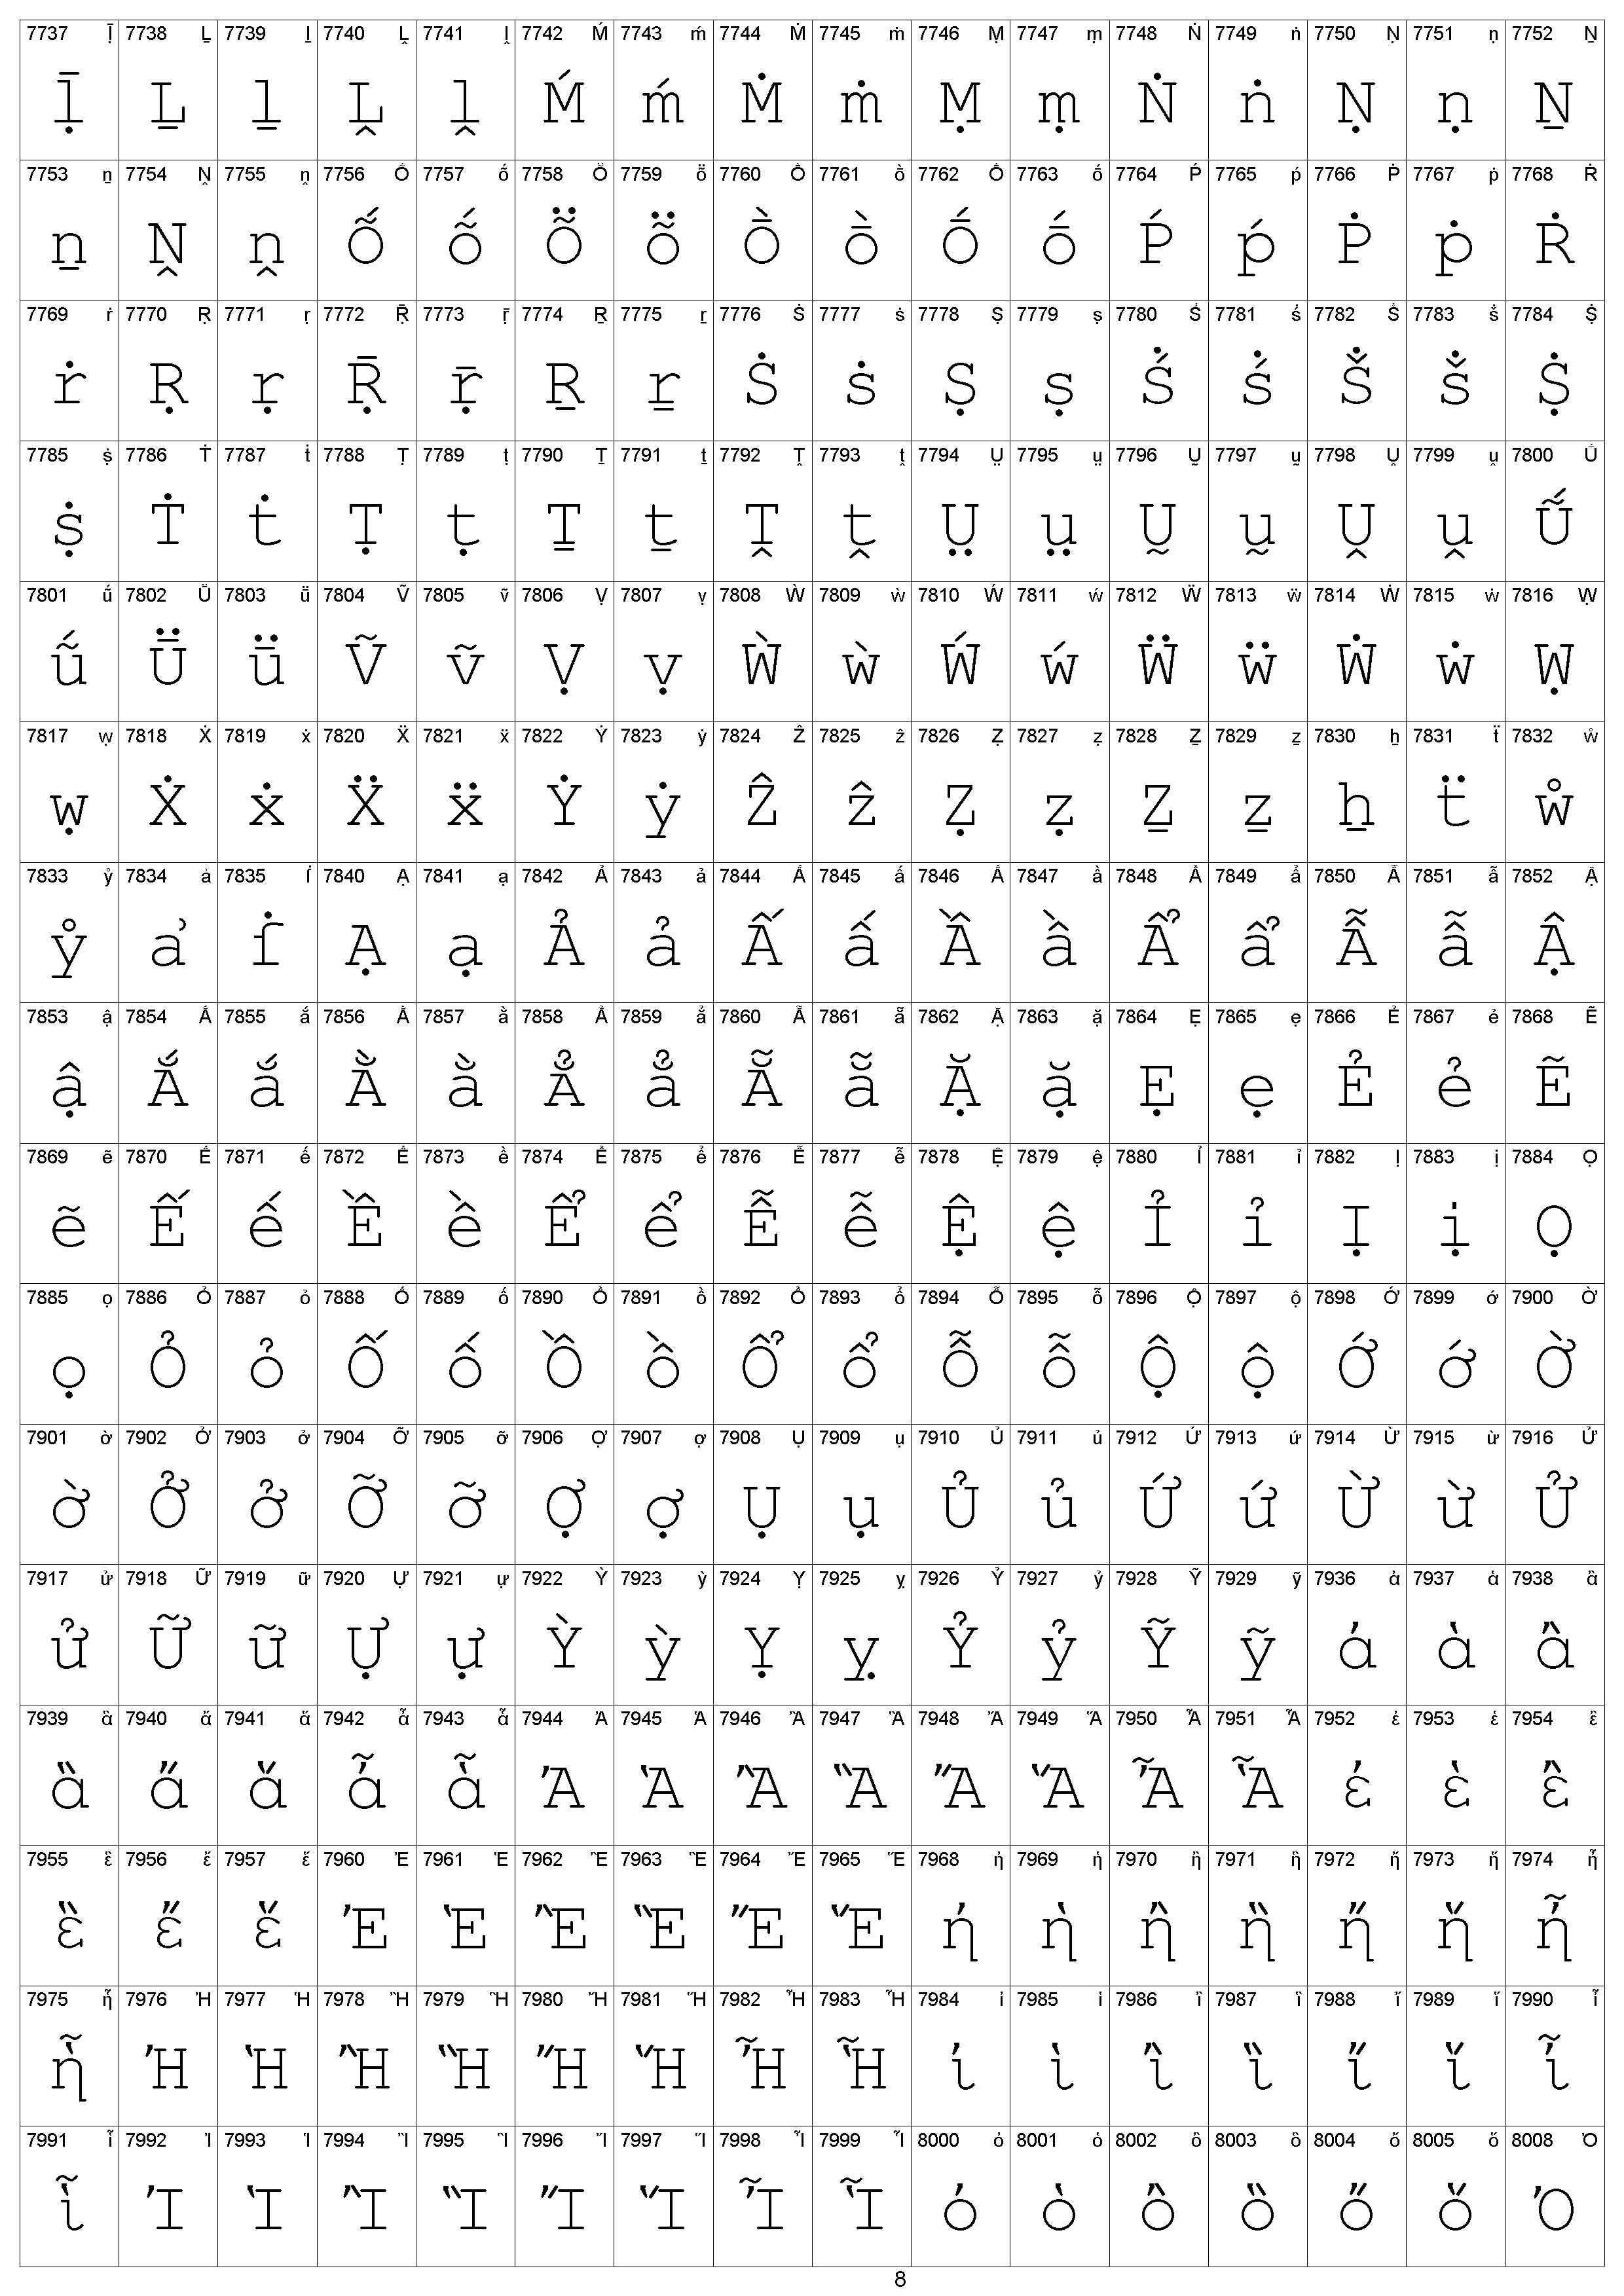 7737 ḹ 7738 Ḻ 7739 ḻ 7740 Ḽ 7741 ḽ 7742 Ḿ 7743 ḿ 7744 Ṁ 7745 ṁ 7746 Ṃ 7747 ṃ 7748 Ṅ 7749 ṅ 7750 Ṇ 7751 ṇ 7752 Ṉ
ḹ Ḻ ḻ Ḽ ḽ Ḿ ḿ Ṁ ṁ Ṃ ṃ Ṅ ṅ Ṇ ṇ Ṉ
7753 ṉ 7754 Ṋ 7755 ṋ 7756 Ṍ 7757 ṍ 7758 Ṏ 7759 ṏ 7760 Ṑ 7761 ṑ 7762 Ṓ 7763 ṓ 7764 Ṕ 7765 ṕ 7766 Ṗ 7767 ṗ 7768 Ṙ
ṉ Ṋ ṋ Ṍ ṍ Ṏ ṏ Ṑ ṑ Ṓ ṓ Ṕ ṕ Ṗ ṗ Ṙ
7769 ṙ 7770 Ṛ 7771 ṛ 7772 Ṝ 7773 ṝ 7774 Ṟ 7775 ṟ 7776 Ṡ 7777 ṡ 7778 Ṣ 7779 ṣ 7780 Ṥ 7781 ṥ 7782 Ṧ 7783 ṧ 7784 Ṩ
ṙ Ṛ ṛ Ṝ ṝ Ṟ ṟ Ṡ ṡ Ṣ ṣ Ṥ ṥ Ṧ ṧ Ṩ
7785 ṩ 7786 Ṫ 7787 ṫ 7788 Ṭ 7789 ṭ 7790 Ṯ 7791 ṯ 7792 Ṱ 7793 ṱ 7794 Ṳ 7795 ṳ 7796 Ṵ 7797 ṵ 7798 Ṷ 7799 ṷ 7800 Ṹ
ṩ Ṫ ṫ Ṭ ṭ Ṯ ṯ Ṱ ṱ Ṳ ṳ Ṵ ṵ Ṷ ṷ Ṹ
7801 ṹ 7802 Ṻ 7803 ṻ 7804 Ṽ 7805 ṽ 7806 Ṿ 7807 ṿ 7808 Ẁ 7809 ẁ 7810 Ẃ 7811 ẃ 7812 Ẅ 7813 ẅ 7814 Ẇ 7815 ẇ 7816 Ẉ
ṹ Ṻ ṻ Ṽ ṽ Ṿ ṿ Ẁ ẁ Ẃ ẃ Ẅ ẅ Ẇ ẇ Ẉ
7817 ẉ 7818 Ẋ 7819 ẋ 7820 Ẍ 7821 ẍ 7822 Ẏ 7823 ẏ 7824 Ẑ 7825 ẑ 7826 Ẓ 7827 ẓ 7828 Ẕ 7829 ẕ 7830 ẖ 7831 ẗ 7832 ẘ
ẉ Ẋ ẋ Ẍ ẍ Ẏ ẏ Ẑ ẑ Ẓ ẓ Ẕ ẕ ẖ ẗ ẘ
7833 ẙ 7834 ẚ 7835 ẛ 7840 Ạ 7841 ạ 7842 Ả 7843 ả 7844 Ấ 7845 ấ 7846 Ầ 7847 ầ 7848 Ẩ 7849 ẩ 7850 Ẫ 7851 ẫ 7852 Ậ
ẙ ẚ ẛ Ạ ạ Ả ả Ấ ấ Ầ ầ Ẩ ẩ Ẫ ẫ Ậ
7853 ậ 7854 Ắ 7855 ắ 7856 Ằ 7857 ằ 7858 Ẳ 7859 ẳ 7860 Ẵ 7861 ẵ 7862 Ặ 7863 ặ 7864 Ẹ 7865 ẹ 7866 Ẻ 7867 ẻ 7868 Ẽ
ậ Ắ ắ Ằ ằ Ẳ ẳ Ẵ ẵ Ặ ặ Ẹ ẹ Ẻ ẻ Ẽ
7869 ẽ 7870 Ế 7871 ế 7872 Ề 7873 ề 7874 Ể 7875 ể 7876 Ễ 7877 ễ 7878 Ệ 7879 ệ 7880 Ỉ 7881 ỉ 7882 Ị 7883 ị 7884 Ọ
ẽ Ế ế Ề ề Ể ể Ễ ễ Ệ ệ Ỉ ỉ Ị ị Ọ
7885 ọ 7886 Ỏ 7887 ỏ 7888 Ố 7889 ố 7890 Ồ 7891 ồ 7892 Ổ 7893 ổ 7894 Ỗ 7895 ỗ 7896 Ộ 7897 ộ 7898 Ớ 7899 ớ 7900 Ờ
ọ Ỏ ỏ Ố ố Ồ ồ Ổ ổ Ỗ ỗ Ộ ộ Ớ ớ Ờ
7901 ờ 7902 Ở 7903 ở 7904 Ỡ 7905 ỡ 7906 Ợ 7907 ợ 7908 Ụ 7909 ụ 7910 Ủ 7911 ủ 7912 Ứ 7913 ứ 7914 Ừ 7915 ừ 7916 Ử
ờ Ở ở Ỡ ỡ Ợ ợ Ụ ụ Ủ ủ Ứ ứ Ừ ừ Ử
7917 ử 7918 Ữ 7919 ữ 7920 Ự 7921 ự 7922 Ỳ 7923 ỳ 7924 Ỵ 7925 ỵ 7926 Ỷ 7927 ỷ 7928 Ỹ 7929 ỹ 7936 ἀ 7937 ἁ 7938 ἂ
ử Ữ ữ Ự ự Ỳ ỳ Ỵ ỵ Ỷ ỷ Ỹ ỹ ἀ ἁ ἂ
7939 ἃ 7940 ἄ 7941 ἅ 7942 ἆ 7943 ἇ 7944 Ἀ 7945 Ἁ 7946 Ἂ 7947 Ἃ 7948 Ἄ 7949 Ἅ 7950 Ἆ 7951 Ἇ 7952 ἐ 7953 ἑ 7954 ἒ
ἃ ἄ ἅ ἆ ἇ Ἀ Ἁ Ἂ Ἃ Ἄ Ἅ Ἆ Ἇ ἐ ἑ ἒ
7955 ἓ 7956 ἔ 7957 ἕ 7960 Ἐ 7961 Ἑ 7962 Ἒ 7963 Ἓ 7964 Ἔ 7965 Ἕ 7968 ἠ 7969 ἡ 7970 ἢ 7971 ἣ 7972 ἤ 7973 ἥ 7974 ἦ
ἓ ἔ ἕ Ἐ Ἑ Ἒ Ἓ Ἔ Ἕ ἠ ἡ ἢ ἣ ἤ ἥ ἦ
7975 ἧ 7976 Ἠ 7977 Ἡ 7978 Ἢ 7979 Ἣ 7980 Ἤ 7981 Ἥ 7982 Ἦ 7983 Ἧ 7984 ἰ 7985 ἱ 7986 ἲ 7987 ἳ 7988 ἴ 7989 ἵ 7990 ἶ
ἧ Ἠ Ἡ Ἢ Ἣ Ἤ Ἥ Ἦ Ἧ ἰ ἱ ἲ ἳ ἴ ἵ ἶ
7991 ἷ 7992 Ἰ 7993 Ἱ 7994 Ἲ 7995 Ἳ 7996 Ἴ 7997 Ἵ 7998 Ἶ 7999 Ἷ 8000 ὀ 8001 ὁ 8002 ὂ 8003 ὃ 8004 ὄ 8005 ὅ 8008 Ὀ
ἷ Ἰ Ἱ Ἲ Ἳ Ἴ Ἵ Ἶ Ἷ ὀ ὁ ὂ ὃ ὄ ὅ Ὀ
8